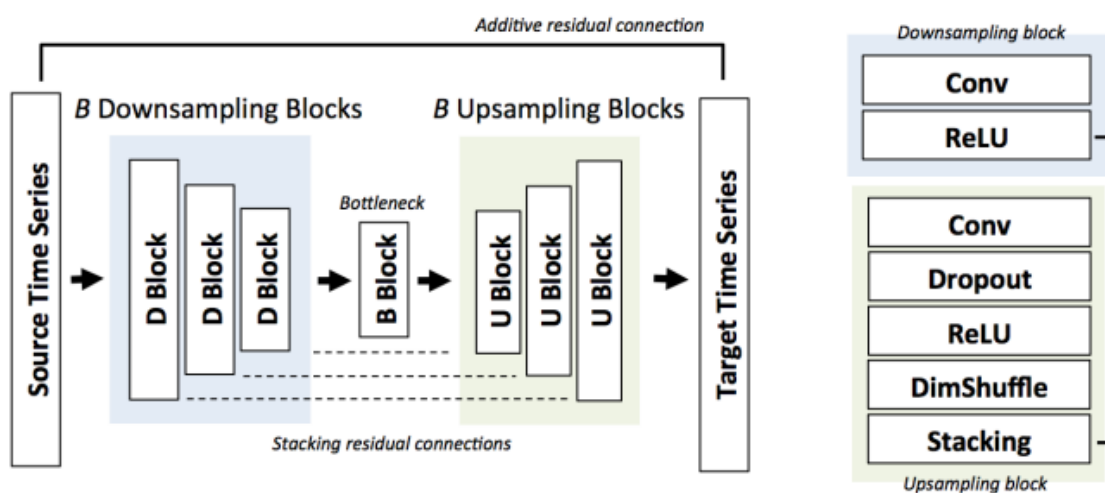 Additive residual connection
B Downsampling Blocks
B Upsampling Blocks
Source Time Series
D Block
D Block
D Block
Bottleneck
B Block
U Block
U Block
U Block
Target Time Series
Stacking residual connections
Downsampling block
Conv
ReLU
Conv
Dropout
ReLU
DimShuffle
Stacking
Upsampling block